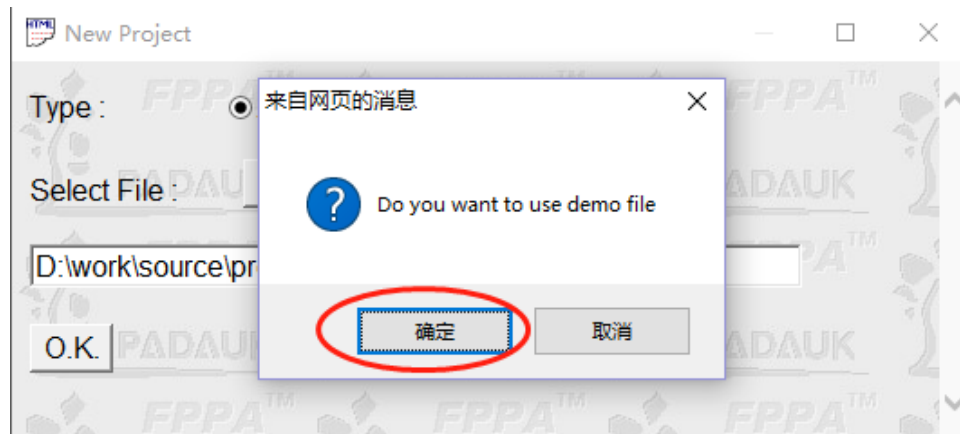 New Project
Type :
来自网页的消息
Select File :
Do you want to use demo file
D:\work\source\pr
确定
取消
O.K.
FPPA™
PADAUK